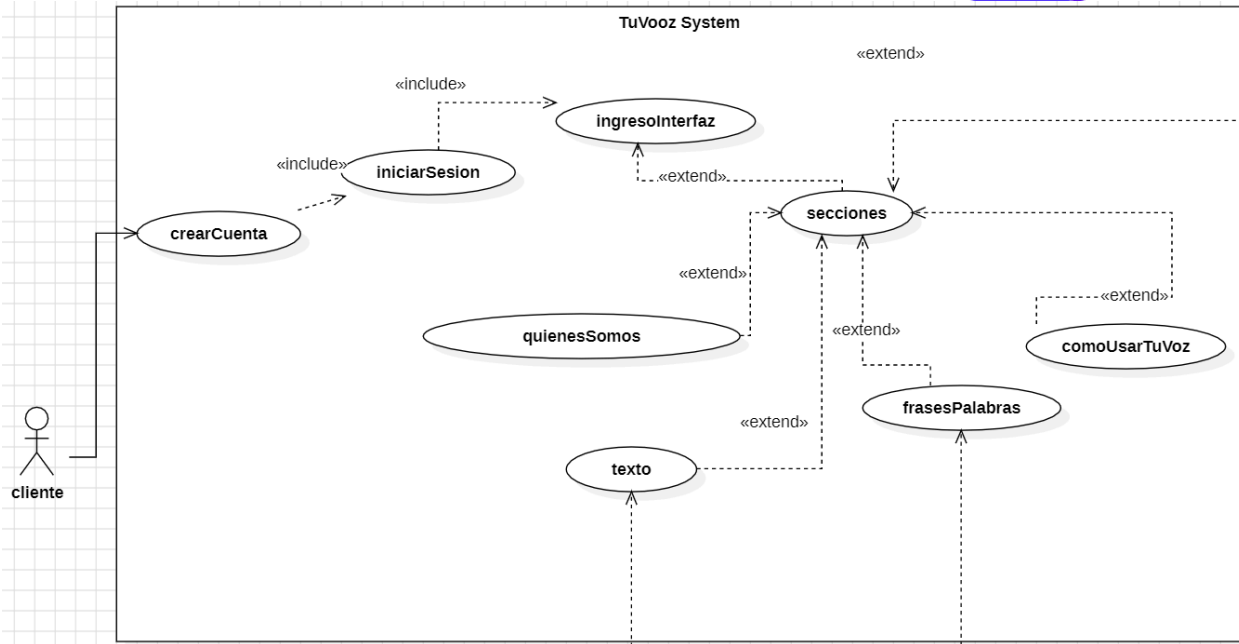 TuVooz System
«extend»
«include»
ingresoInterfaz
«include»
iniciarSesion
«extend»
secciones
crearCuenta
«extend»
«extend»
«extend»
quienesSomos
comoUsarTuVoz
frasesPalabras
«extend»
texto
cliente